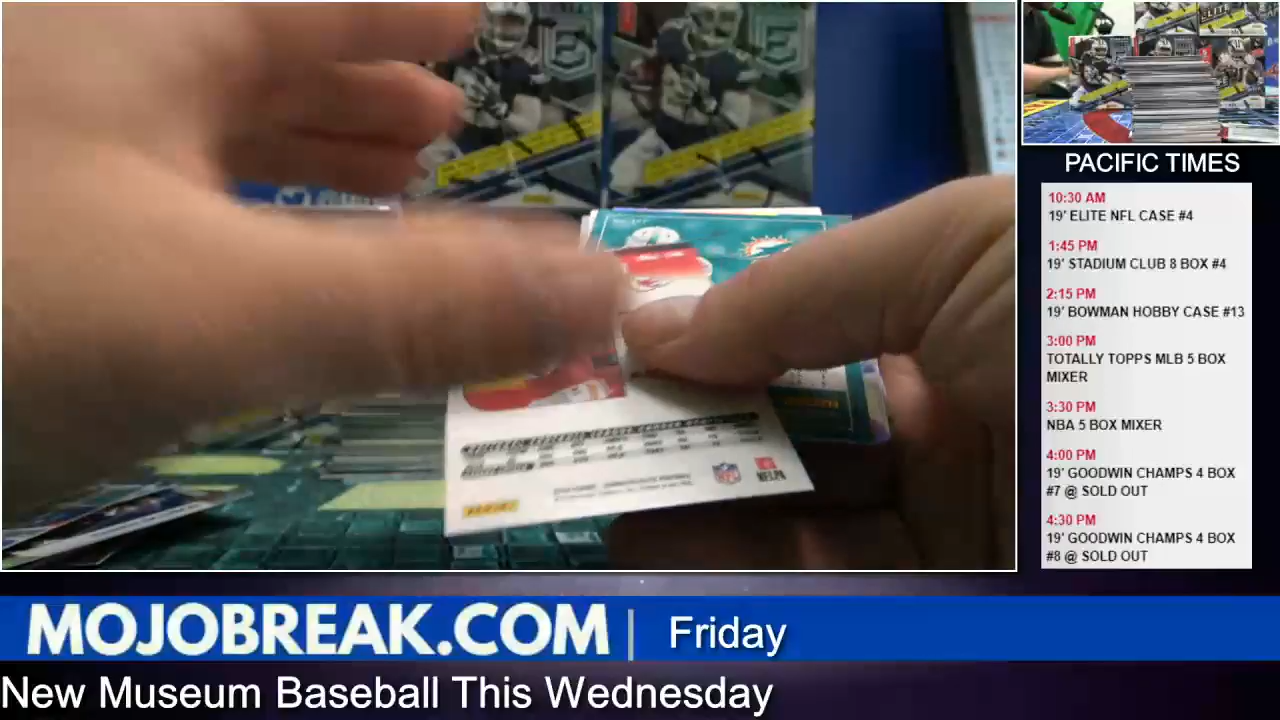 PACIFIC TIMES
10:30 AM
19' ELITE NFL CASE #4
1:45 PM
19' STADIUM CLUB 8 BOX #4
2:15 PM
19' BOWMAN HOBBY CASE #13
3:00 PM
TOTALLY TOPPS MLB 5 BOX
MIXER
3:30 PM
NBA 5 BOX MIXER
4:00 PM
19' GOODWIN CHAMPS 4 BOX
#7 @ SOLD OUT
4:30 PM
19' GOODWIN CHAMPS 4 BOX
#8 @ SOLD OUT
NFL
NFLPA
PANINI
MOJOBREAK.COM | Friday
New Museum Baseball This Wednesday